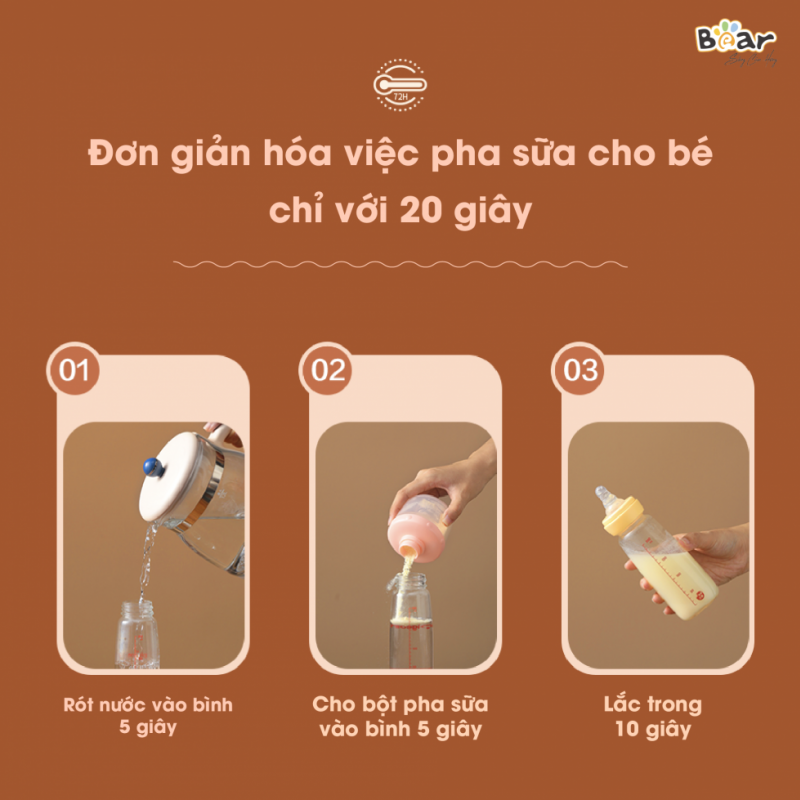 Bear
72H
Đơn giản hóa việc pha sữa cho bé
chỉ với 20 giây
01
02
03
Rót nước vào bình
5 giây
Cho bột pha sữa
vào bình 5 giây
Lắc trong
10 giây